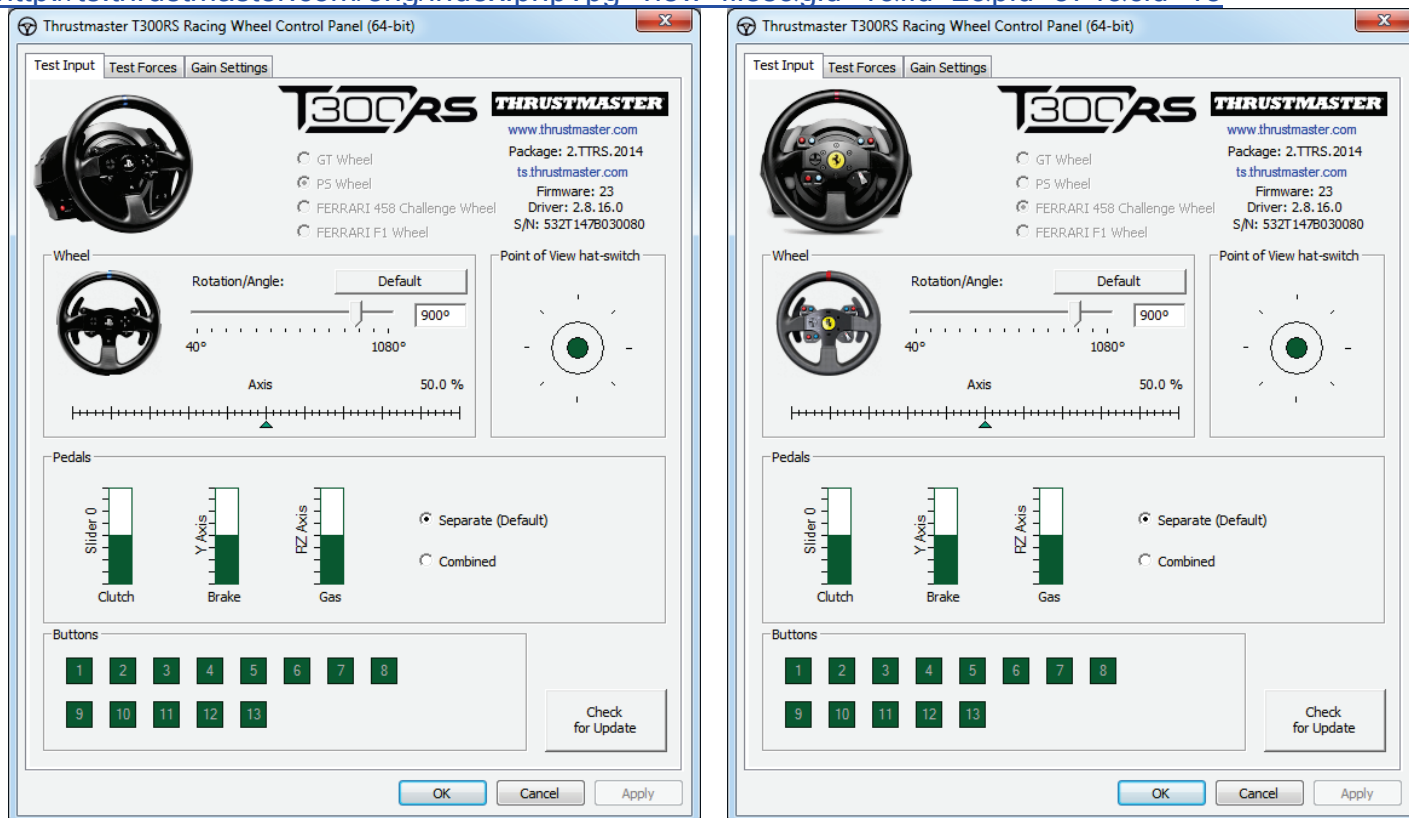 Thrustmaster T300RS Racing Wheel Control Panel (64-bit)
Test Input Test Forces Gain Settings
T300RS THRUSTMASTER
www.thrustmaster.com
Package: 2.TTRS.2014
ts.thrustmaster.com
Firmware: 23
Driver: 2.8.16.0
S/N: 532T147B030080
GT Wheel
PS Wheel
FERRARI 458 Challenge Wheel
FERRARI F1 Wheel
Wheel
Rotation/Angle: Default
900°
40° 1080°
Axis 50.0 %
Point of View hat-switch
Pedals
Slider 0 Y Axis RZ Axis
Clutch Brake Gas
Separate (Default)
Combined
Buttons
1 2 3 4 5 6 7 8
9 10 11 12 13
Check
for Update
OK Cancel Apply
Thrustmaster T300RS Racing Wheel Control Panel (64-bit)
Test Input Test Forces Gain Settings
T300RS THRUSTMASTER
www.thrustmaster.com
Package: 2.TTRS.2014
ts.thrustmaster.com
Firmware: 23
Driver: 2.8.16.0
S/N: 532T147B030080
GT Wheel
PS Wheel
FERRARI 458 Challenge Wheel
FERRARI F1 Wheel
Wheel
Rotation/Angle: Default
900°
40° 1080°
Axis 50.0 %
Point of View hat-switch
Pedals
Slider 0 Y Axis RZ Axis
Clutch Brake Gas
Separate (Default)
Combined
Buttons
1 2 3 4 5 6 7 8
9 10 11 12 13
Check
for Update
OK Cancel Apply